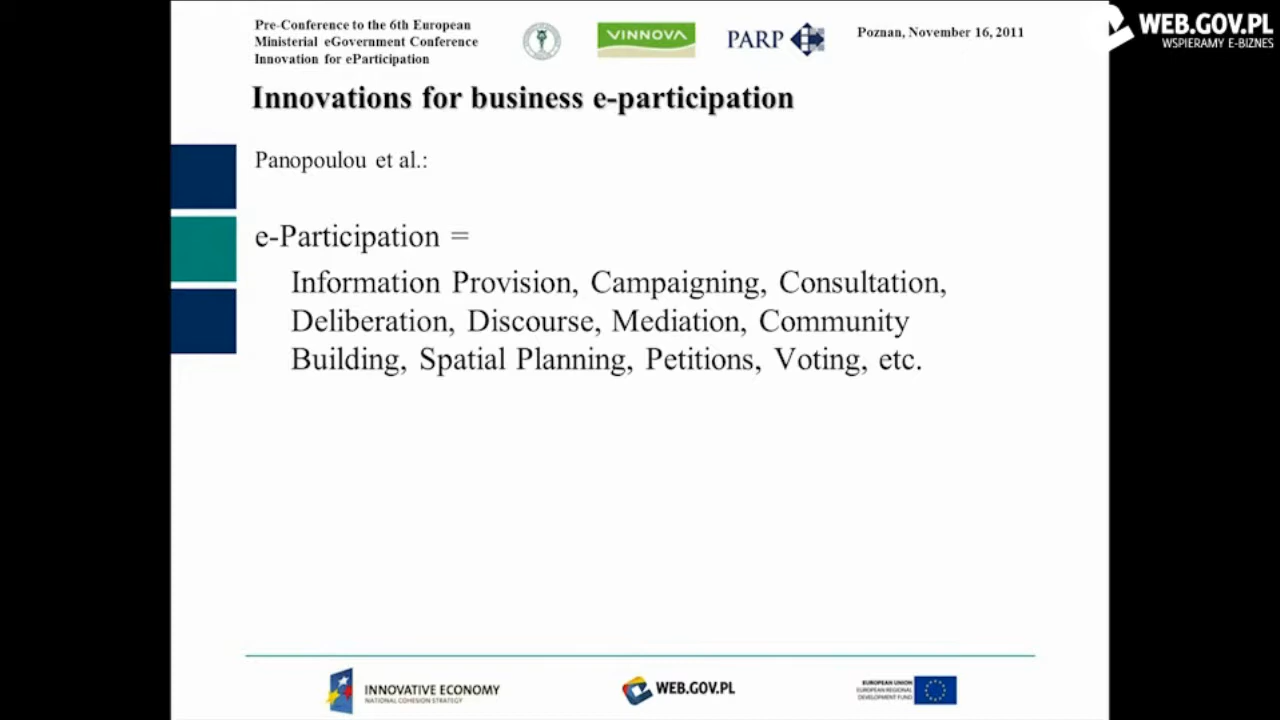 Pre-Conference to the 6th European
Ministerial eGovernment Conference
Innovation for eParticipation
VINNOVA
PARP
Poznan, November 16, 2011
WEB.GOV.PL
WSPIERAMY E-BIZNES
Innovations for business e-participation
Panopoulou et al.:
e-Participation =
Information Provision, Campaigning, Consultation,
Deliberation, Discourse, Mediation, Community
Building, Spatial Planning, Petitions, Voting, etc.
INNOVATIVE ECONOMY
NATIONAL COHESION STRATEGY
WEB.GOV.PL
EUROPEAN UNION
EUROPEAN REGIONAL
DEVELOPMENT FUND